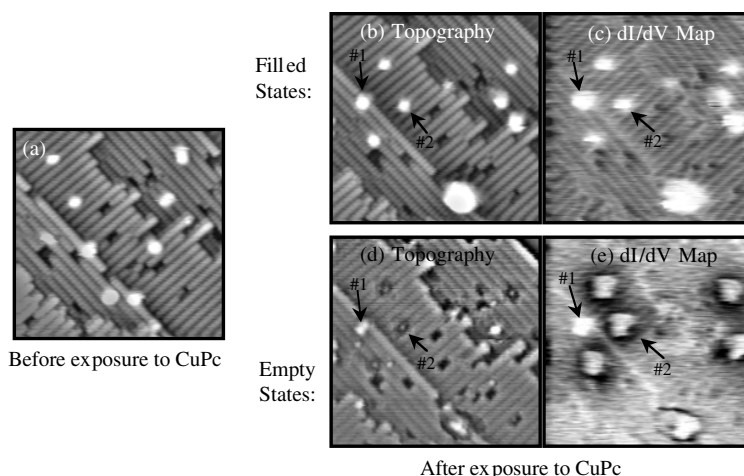 (b) Topography
(c) dI/dV Map
Filled
States:
#1
#2
#1
#2
(a)
Before exposure to CuPc
(d) Topography
(e) dI/dV Map
#1
#2
#1
#2
Empty
States:
After exposure to CuPc